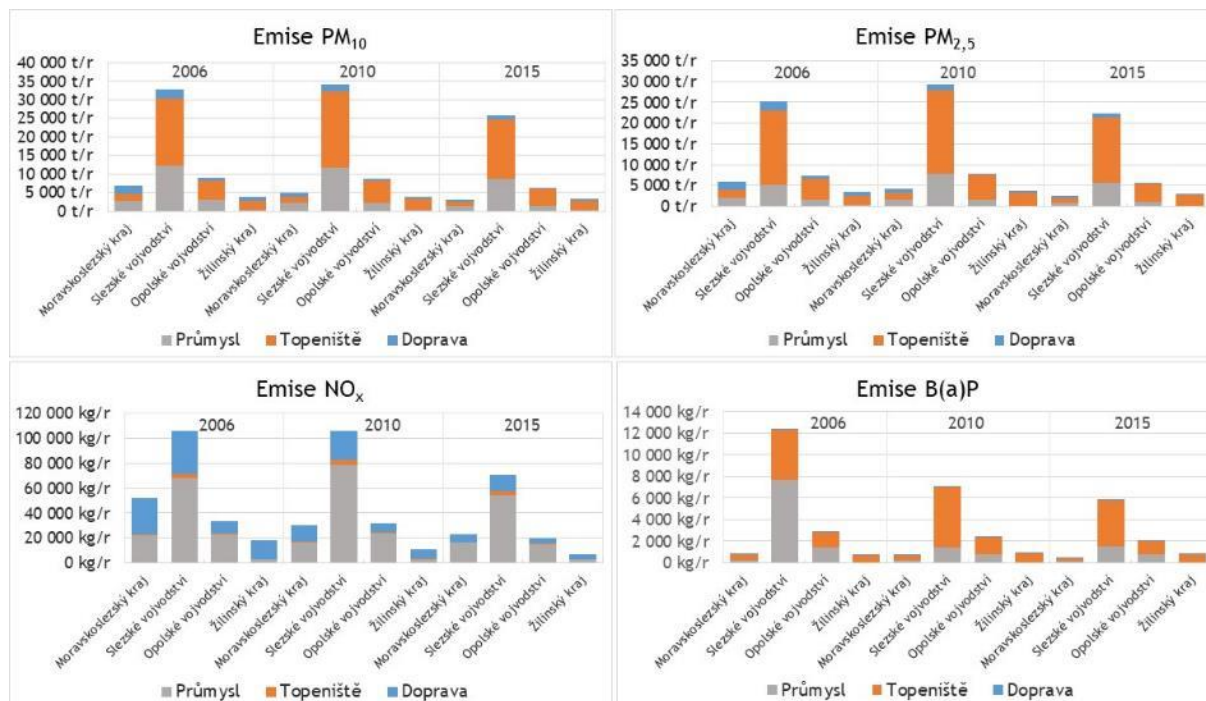 Emise PM₁₀
40 000 t/r
35 000 t/r
30 000 t/r
25 000 t/r
20 000 t/r
15 000 t/r
10 000 t/r
5 000 t/r
0 t/r
2006
2010
2015
Moravskoslezský kraj
Slezské vojvodství
Opolské vojvodství
Žilinský kraj
Moravskoslezský kraj
Slezské vojvodství
Opolské vojvodství
Žilinský kraj
Moravskoslezský kraj
Slezské vojvodství
Opolské vojvodství
Žilinský kraj
Průmysl Topeniště Doprava
Emise PM₂,₅
35 000 t/r
30 000 t/r
25 000 t/r
20 000 t/r
15 000 t/r
10 000 t/r
5 000 t/r
0 t/r
2006
2010
2015
Moravskoslezský kraj
Slezské vojvodství
Opolské vojvodství
Žilinský kraj
Moravskoslezský kraj
Slezské vojvodství
Opolské vojvodství
Žilinský kraj
Moravskoslezský kraj
Slezské vojvodství
Opolské vojvodství
Žilinský kraj
Průmysl Topeniště Doprava
Emise NOₓ
120 000 kg/r
100 000 kg/r
80 000 kg/r
60 000 kg/r
40 000 kg/r
20 000 kg/r
0 kg/r
2006
2010
2015
Moravskoslezský kraj
Slezské vojvodství
Opolské vojvodství
Žilinský kraj
Moravskoslezský kraj
Slezské vojvodství
Opolské vojvodství
Žilinský kraj
Moravskoslezský kraj
Slezské vojvodství
Opolské vojvodství
Žilinský kraj
Průmysl Topeniště Doprava
Emise B(a)P
14 000 kg/r
12 000 kg/r
10 000 kg/r
8 000 kg/r
6 000 kg/r
4 000 kg/r
2 000 kg/r
0 kg/r
2006
2010
2015
Moravskoslezský kraj
Slezské vojvodství
Opolské vojvodství
Žilinský kraj
Moravskoslezský kraj
Slezské vojvodství
Opolské vojvodství
Žilinský kraj
Moravskoslezský kraj
Slezské vojvodství
Opolské vojvodství
Žilinský kraj
Průmysl Topeniště Doprava